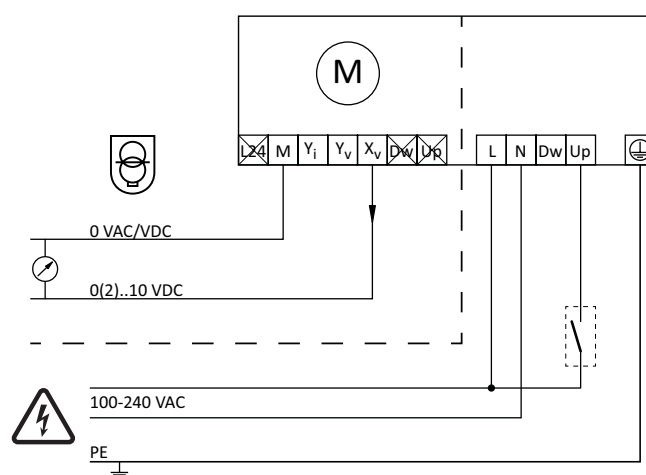 M
L24 M Yi Yv Xv Dw Up L N Dw Up
0 VAC/VDC
0(2)..10 VDC
100-240 VAC
PE